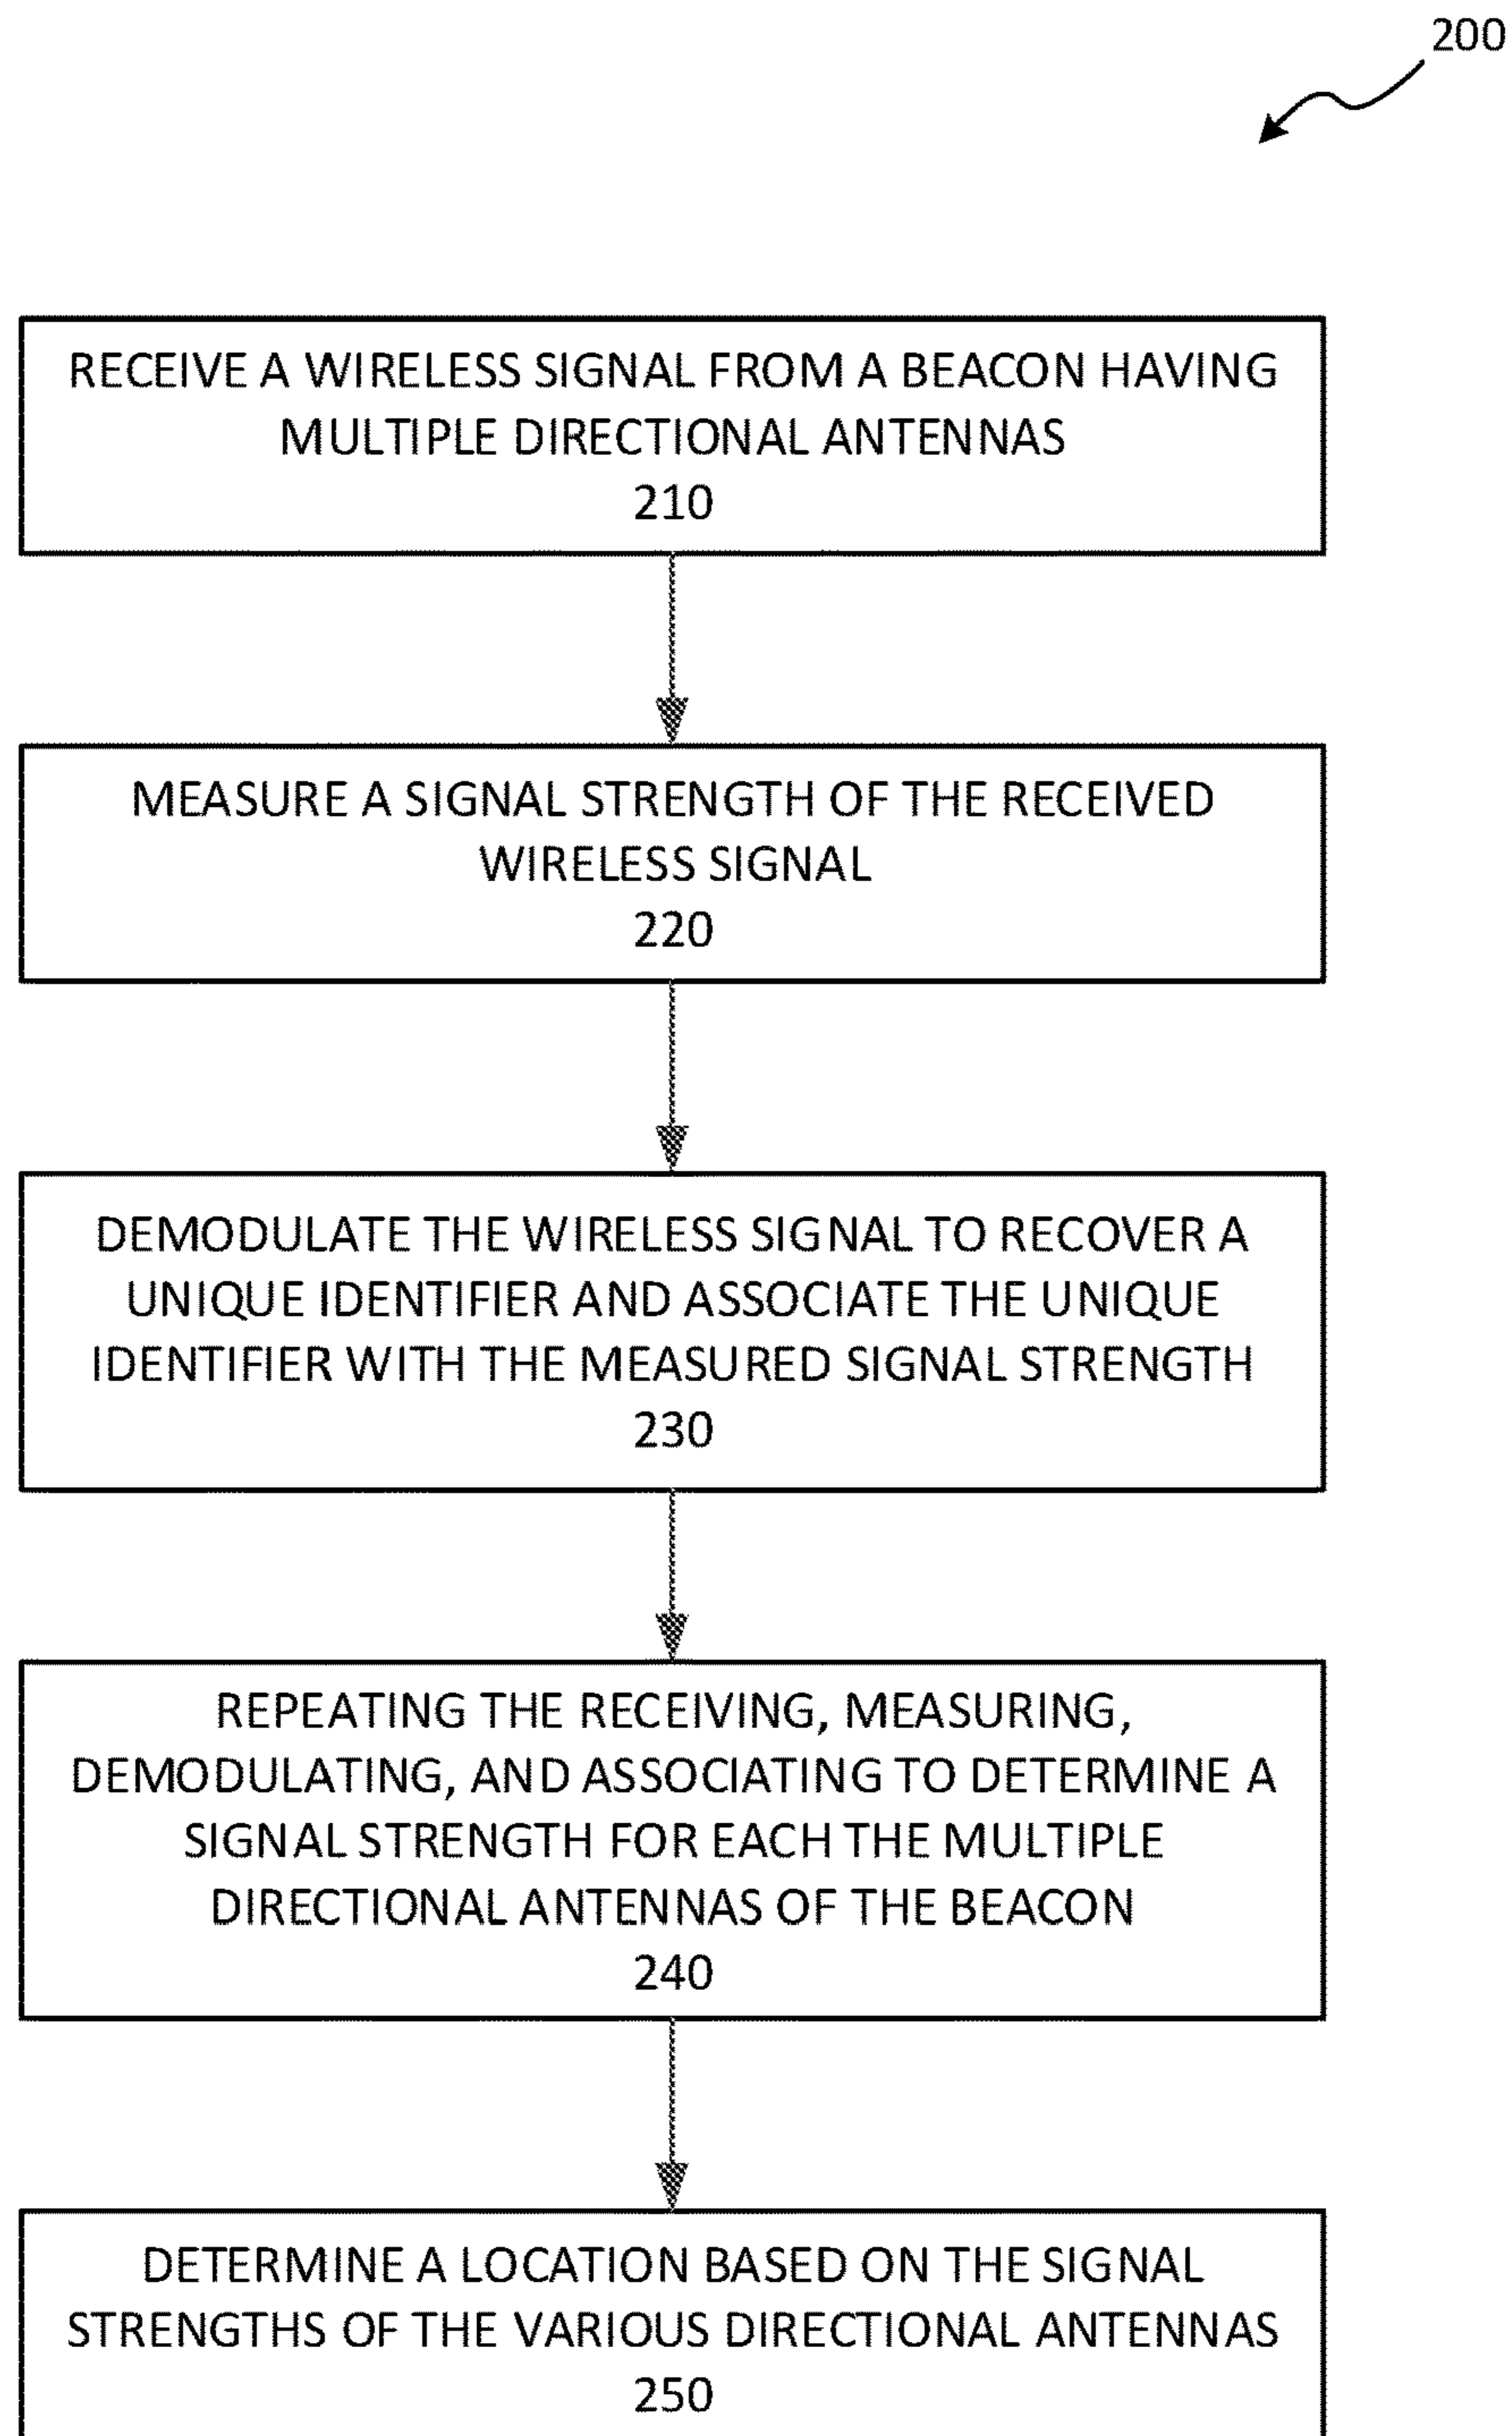 200
RECEIVE A WIRELESS SIGNAL FROM A BEACON HAVING
MULTIPLE DIRECTIONAL ANTENNAS
210
MEASURE A SIGNAL STRENGTH OF THE RECEIVED
WIRELESS SIGNAL
220
DEMODULATE THE WIRELESS SIGNAL TO RECOVER A
UNIQUE IDENTIFIER AND ASSOCIATE THE UNIQUE
IDENTIFIER WITH THE MEASURED SIGNAL STRENGTH
230
REPEATING THE RECEIVING, MEASURING,
DEMODULATING, AND ASSOCIATING TO DETERMINE A
SIGNAL STRENGTH FOR EACH THE MULTIPLE
DIRECTIONAL ANTENNAS OF THE BEACON
240
DETERMINE A LOCATION BASED ON THE SIGNAL
STRENGTHS OF THE VARIOUS DIRECTIONAL ANTENNAS
250